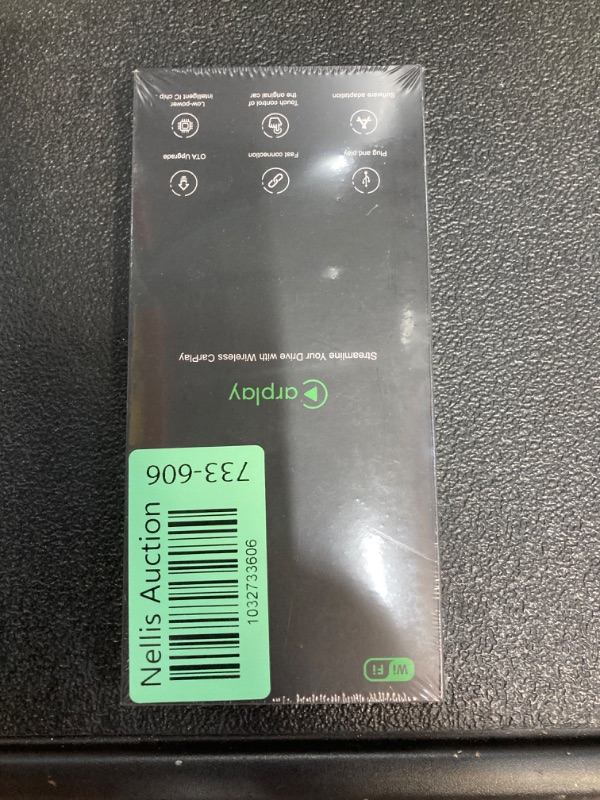 WiFi
Carplay
Streamline Your Drive with Wireless CarPlay
Plug and play
Fast connection
OTA Upgrade
Software adaptation
Touch control of
the original car
Low-power
intelligent IC chip
Nellis Auction
1032733606
733-606